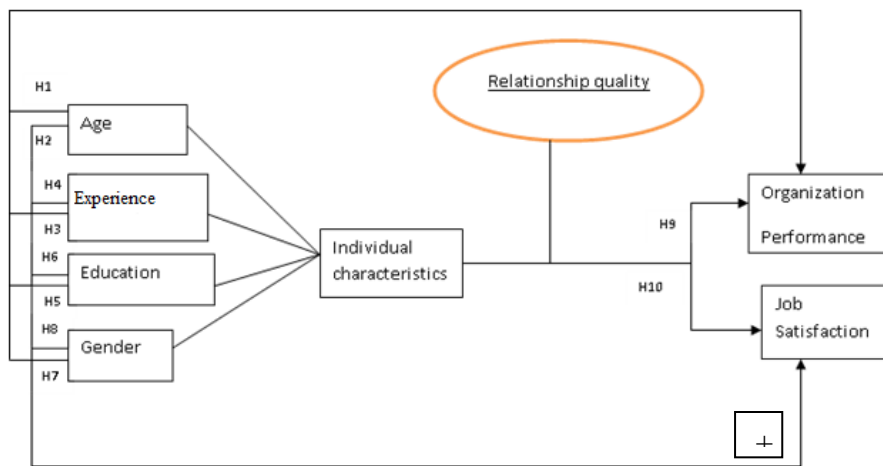 Relationship quality
H1
Age
H2
H4
Experience
H3
H6
Education
H5
H8
Gender
H7
Individual
characteristics
H9
H10
Organization
Performance
Job
Satisfaction
+